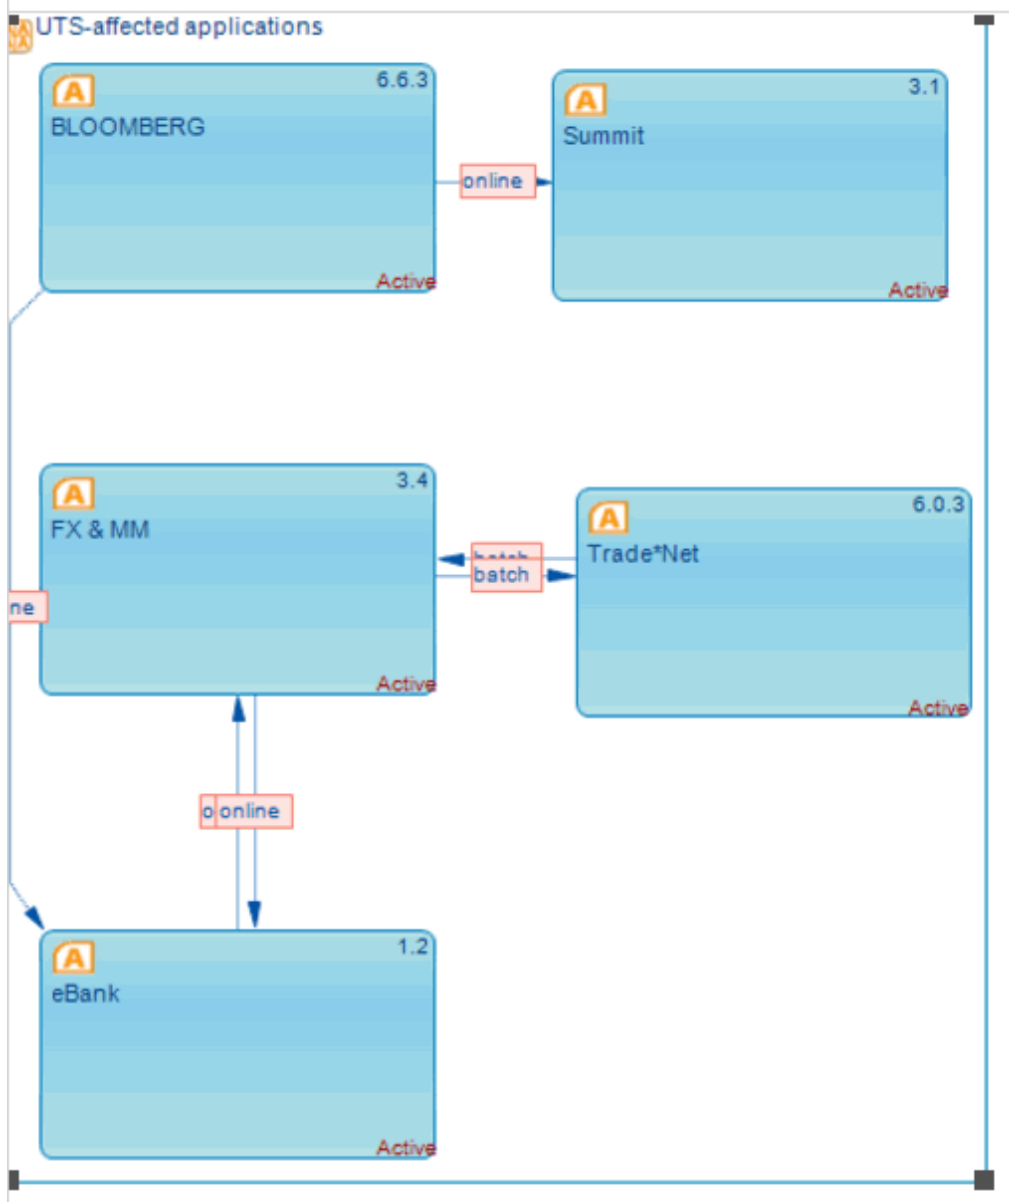 UTS-affected applications
A
6.6.3
BLOOMBERG
Active
online
A
3.1
Summit
Active
A
3.4
FX & MM
Active
ne
batch
batch
A
6.0.3
Trade*Net
Active
o
online
A
1.2
eBank
Active